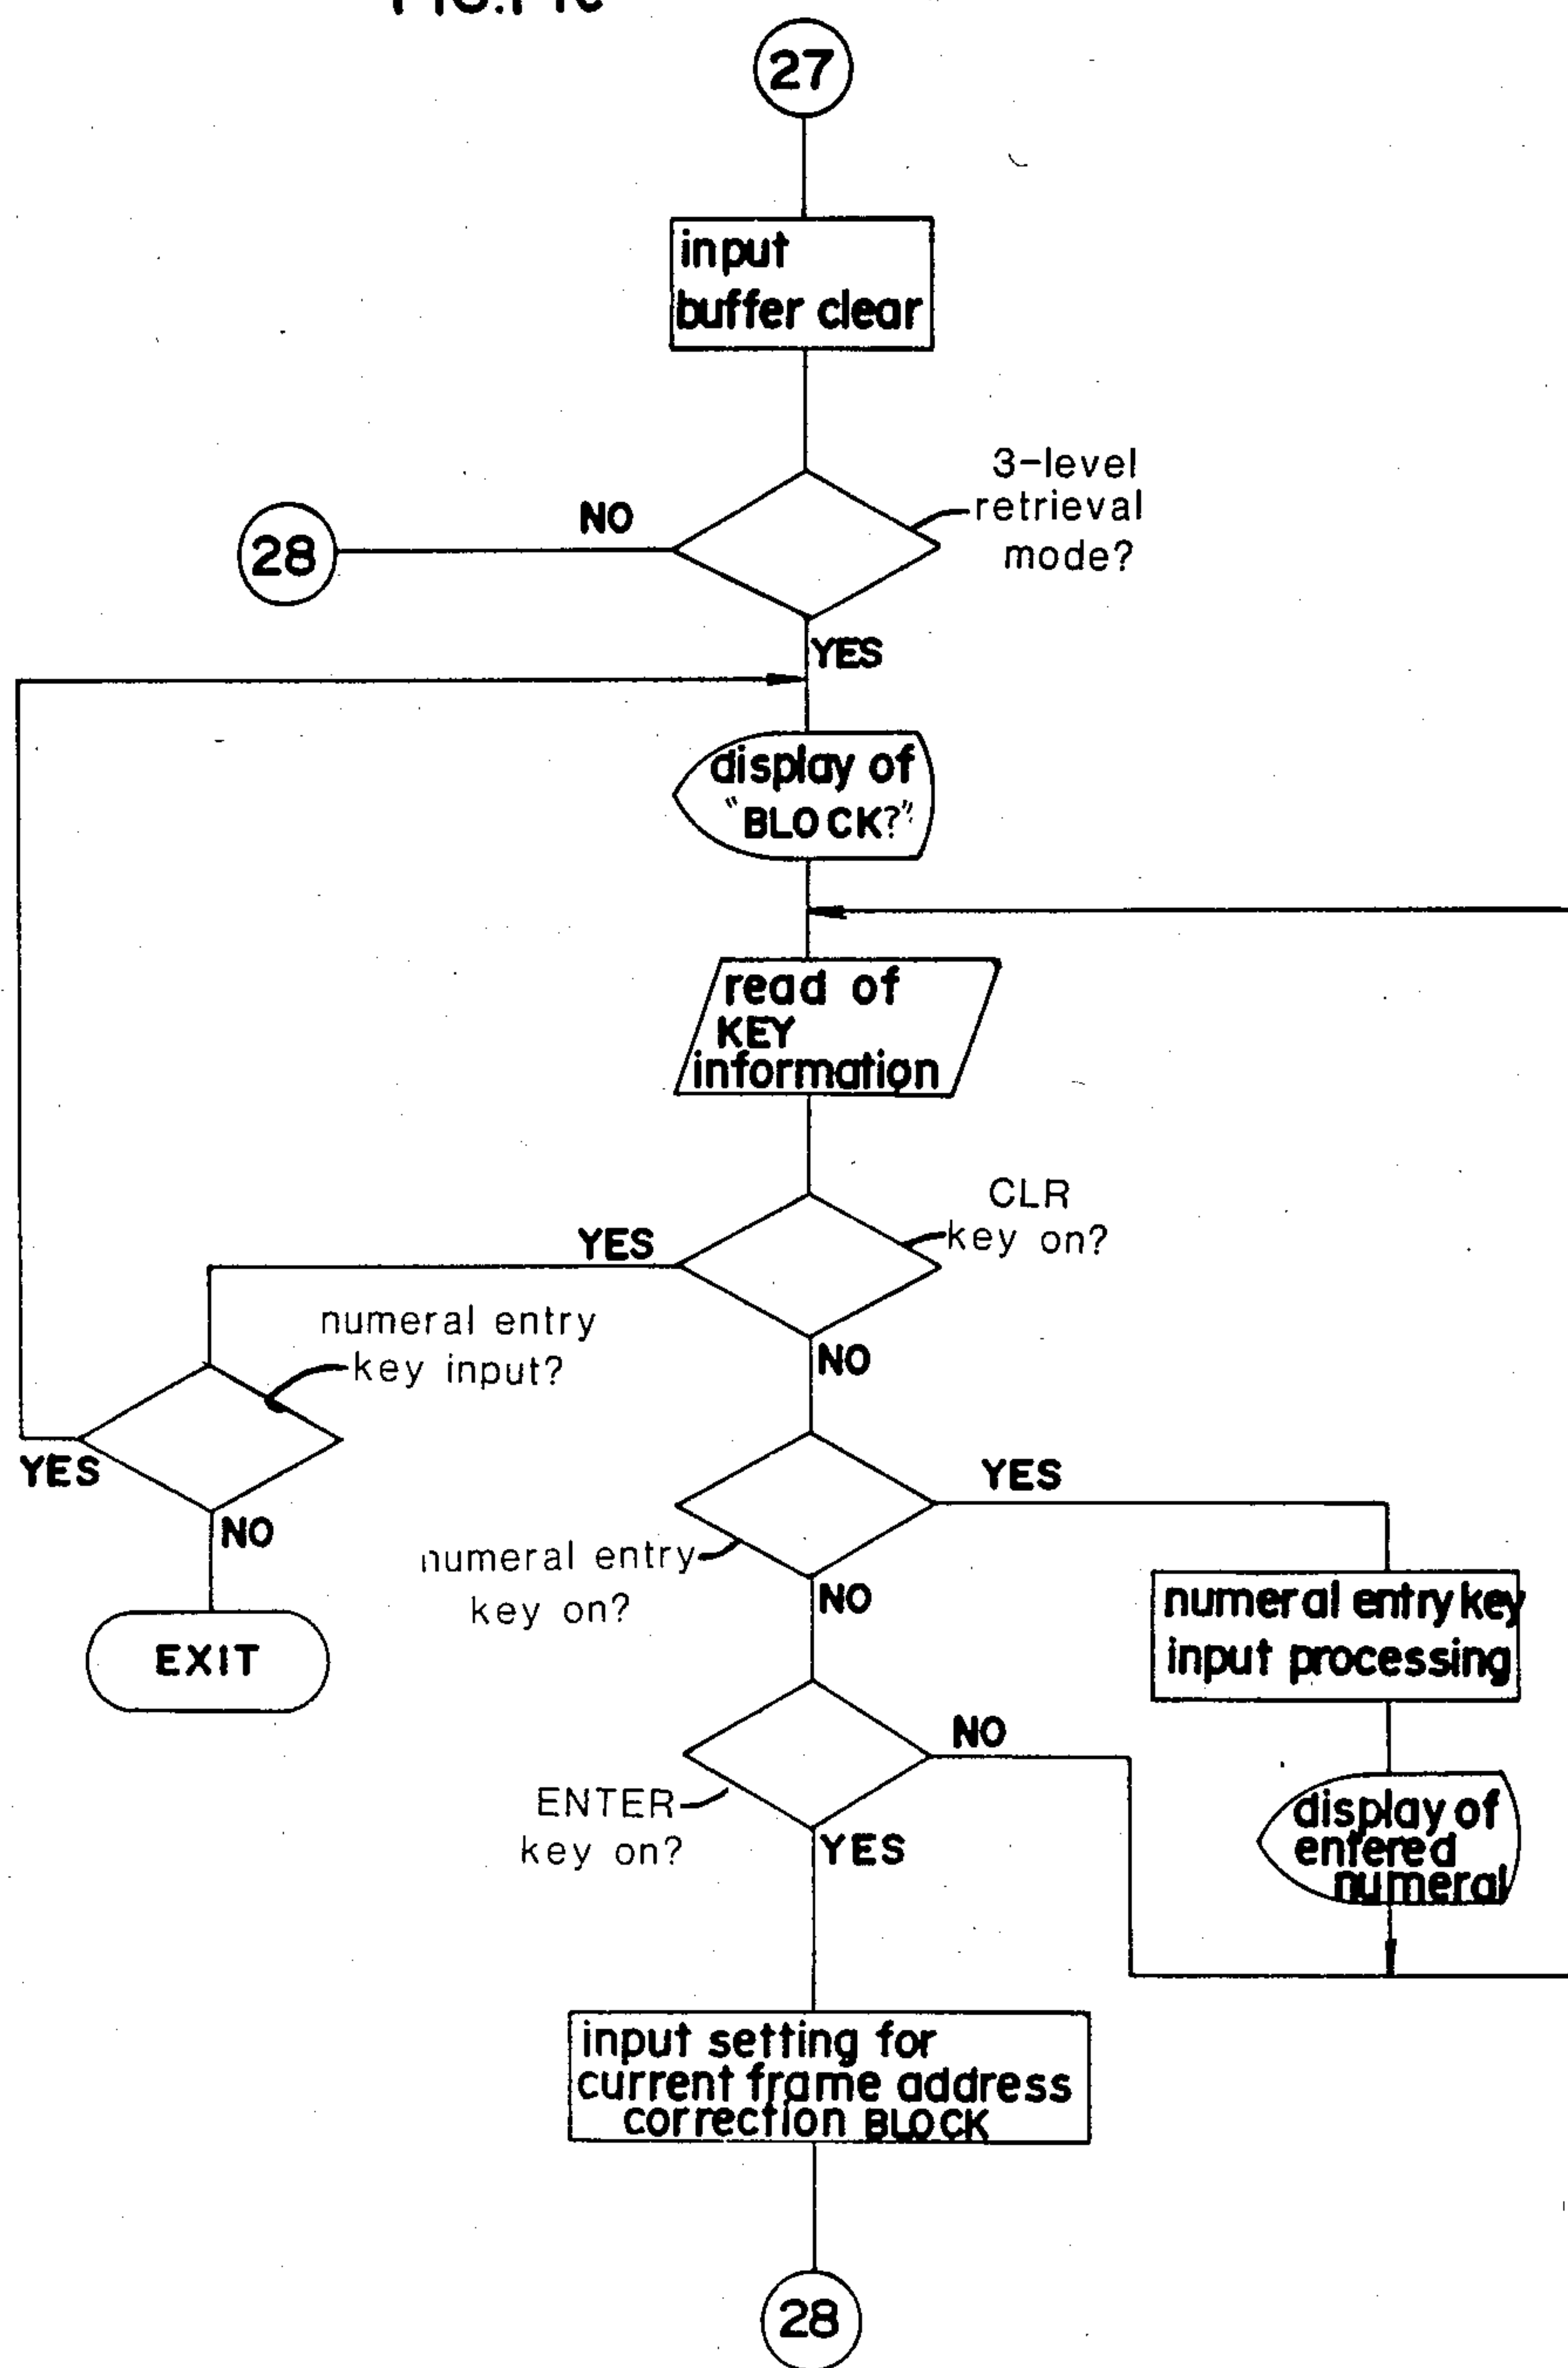 27
input
buffer clear
3-level
retrieval
mode?
NO
28
YES
display of
"BLOCK?"
read of
KEY
information
CLR
key on?
YES
numeral entry
key input?
NO
YES
YES
NO
numeral entry
key on?
NO
numeral entry key
input processing
EXIT
NO
ENTER
key on?
display of
entered
numeral
YES
input setting for
current frame address
correction BLOCK
28